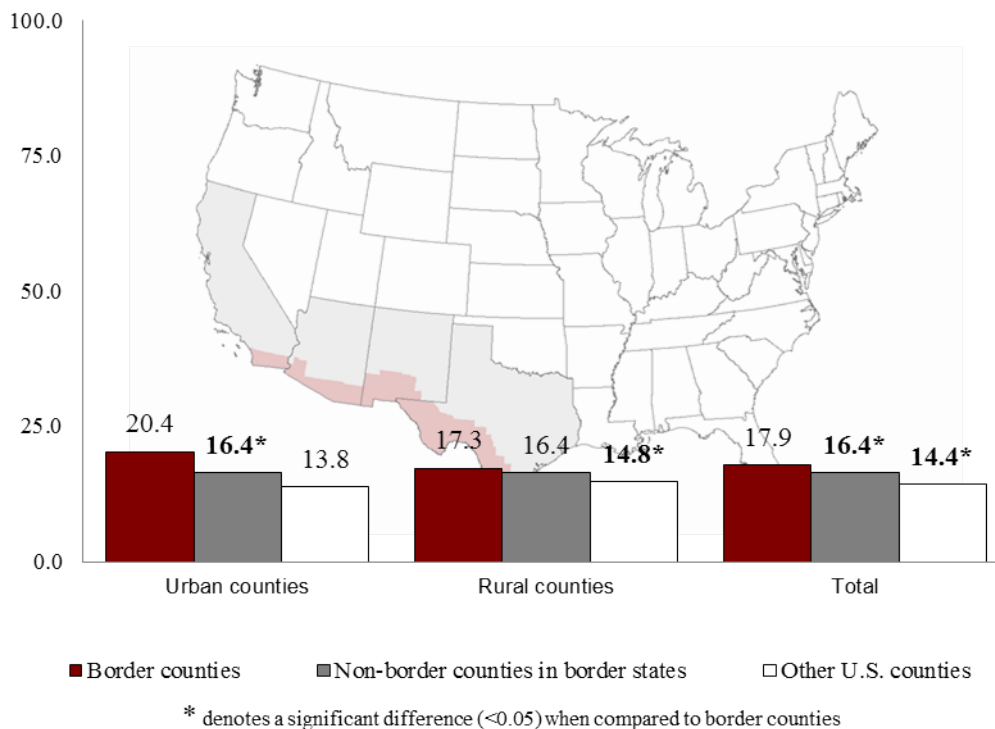 100.0
75.0
50.0
25.0
0.0
20.4
16.4*
13.8
17.3
16.4
14.8*
17.9
16.4*
14.4*
Urban counties
Rural counties
Total
Border counties
Non-border counties in border states
Other U.S. counties
* denotes a significant difference (<0.05) when compared to border counties